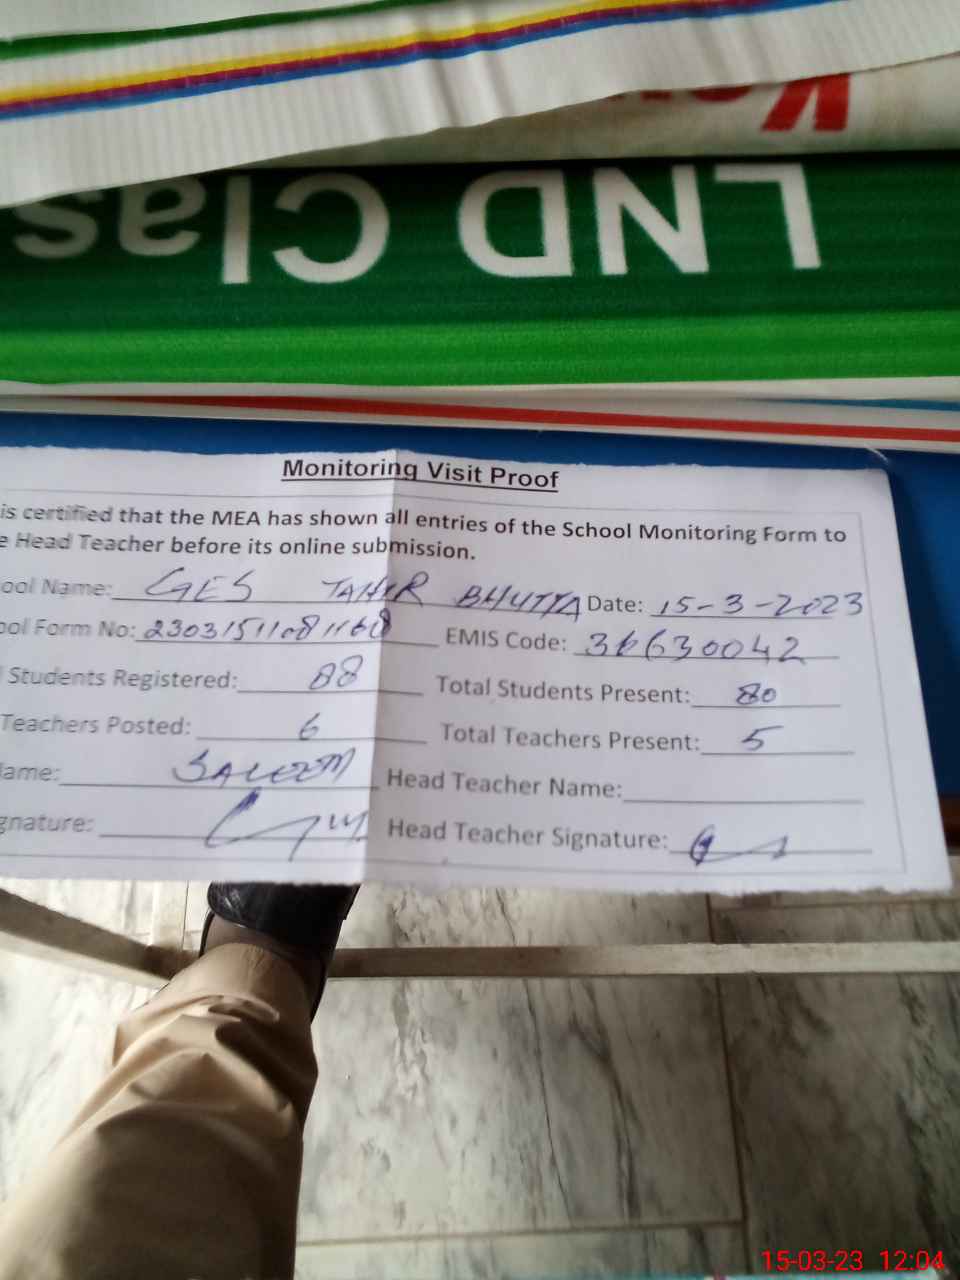 LND Clas
Monitoring Visit Proof
is certified that the MEA has shown all entries of the School Monitoring Form to
e Head Teacher before its online submission.
ool Name: GES TAHIR BHUTTA Date: 15-3-2023
ool Form No: 23031511081168 EMIS Code: 36630042
Students Registered: 88 Total Students Present: 80
Teachers Posted: 6 Total Teachers Present: 5
ame: SALEEM Head Teacher Name:
gnature: Head Teacher Signature:
15-03-23 12:04